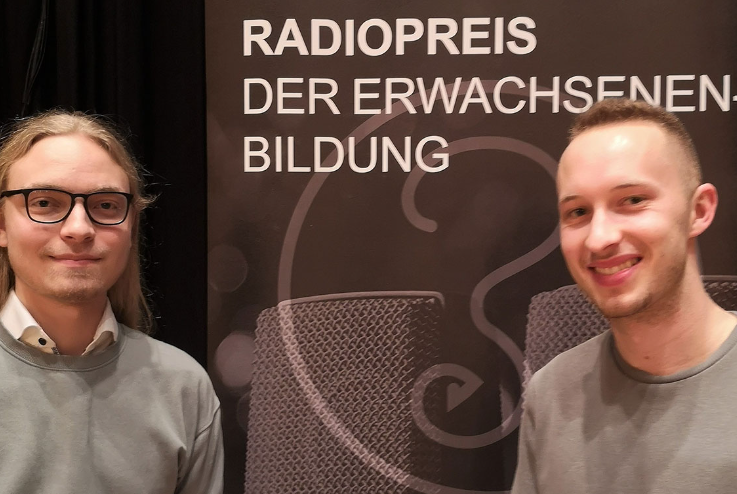 RADIOPREIS
DER ERWACHSENEN-
BILDUNG